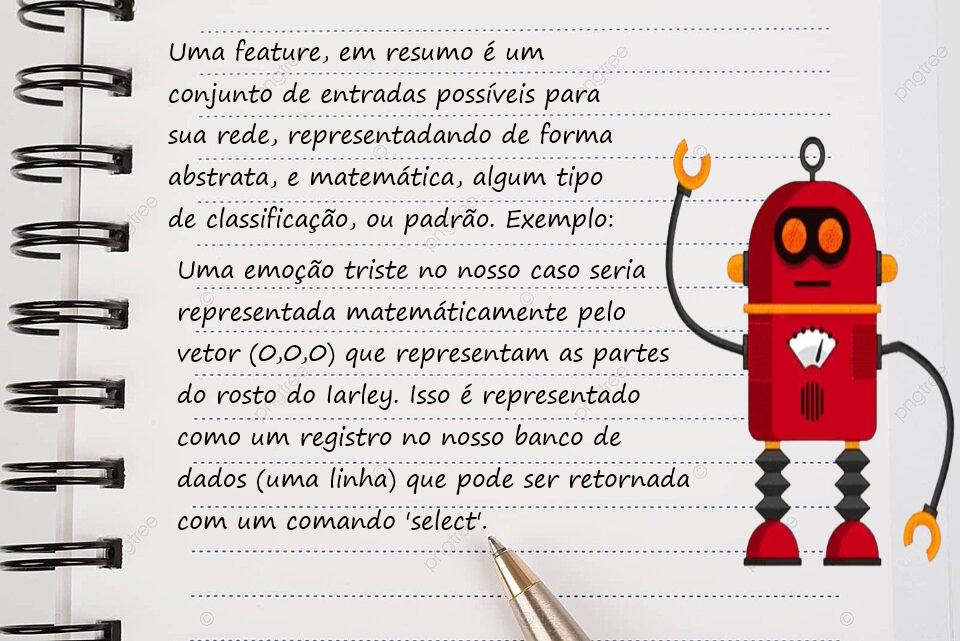 Uma feature, em resumo é um
conjunto de entradas possíveis para
sua rede, representadando de forma
abstrata, e matemática, algum tipo
de classificação, ou padrão. Exemplo:
Uma emoção triste no nosso caso seria
representada matemáticamente pelo
vetor (0,0,0) que representam as partes
do rosto do Iarley. Isso é representado
como um registro no nosso banco de
dados (uma linha) que pode ser retornada
com um comando 'select'.